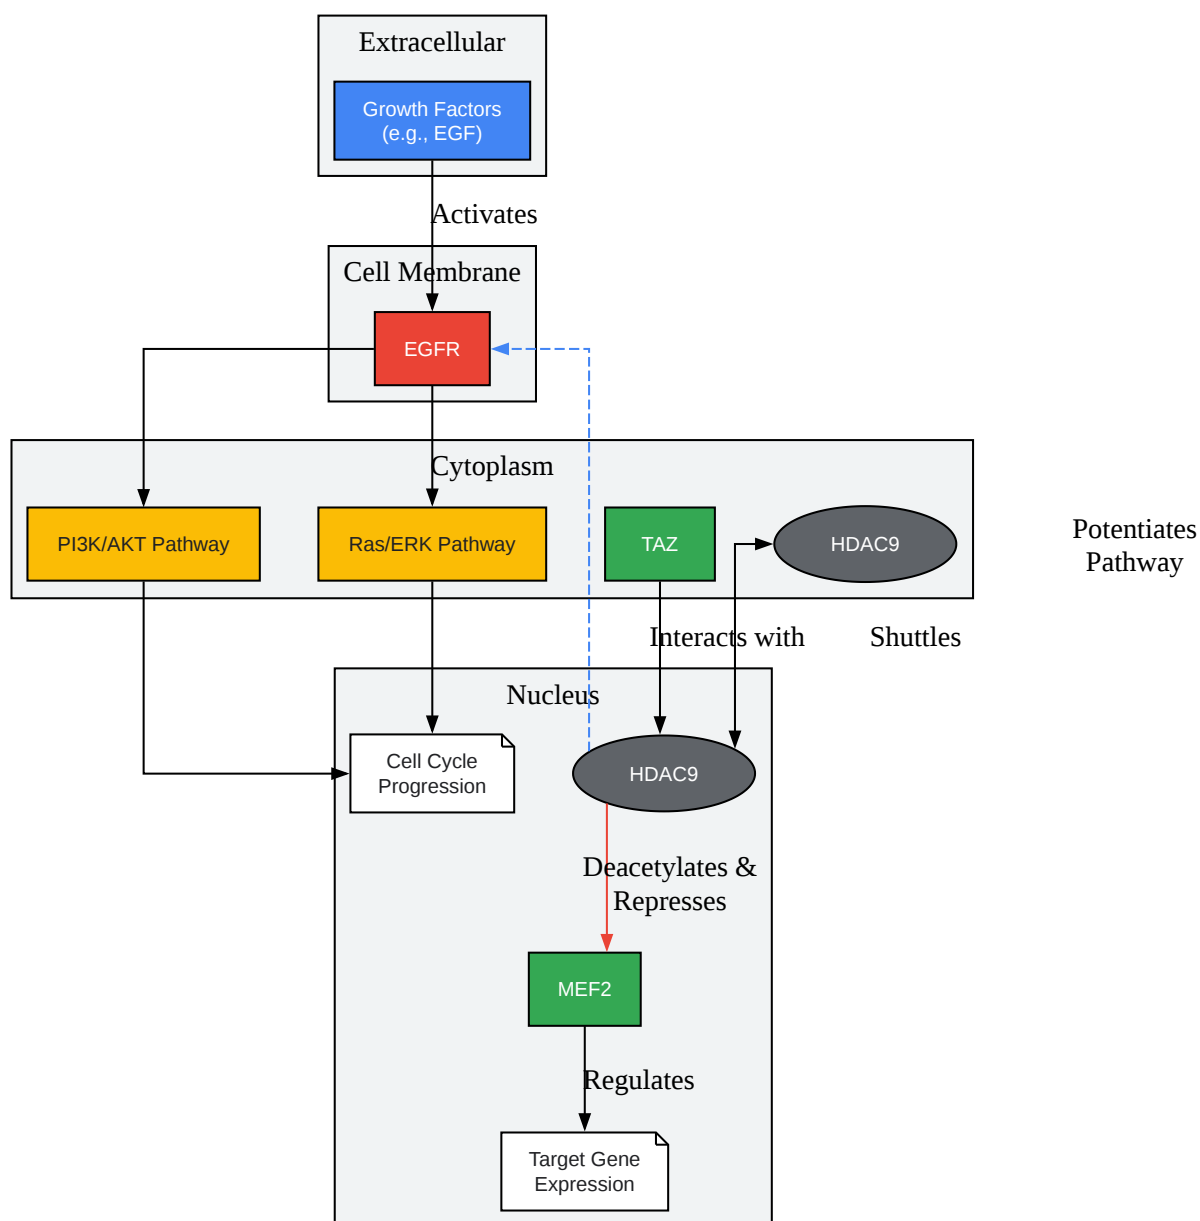 Extracellular
Growth Factors
(e.g., EGF)
Activates
Cell Membrane
EGFR
Cytoplasm
PI3K/AKT Pathway
Ras/ERK Pathway
TAZ
HDAC9
Potentiates
Pathway
Interacts with
Shuttles
Nucleus
Cell Cycle
Progression
HDAC9
Deacetylates &
Represses
MEF2
Regulates
Target Gene
Expression